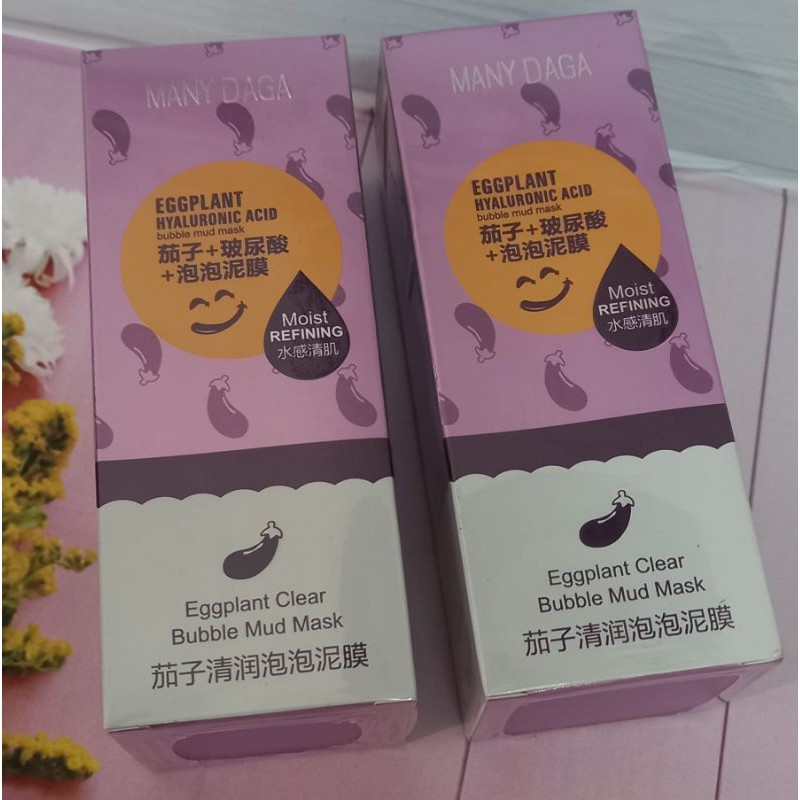 MANY DAGA
EGGPLANT
HYALURONIC ACID
bubble mud mask
茄子+玻尿酸
+泡泡泥膜
Moist
REFINING
水感清肌
Eggplant Clear
Bubble Mud Mask
茄子清润泡泡泥膜
MANY DAGA
EGGPLANT
HYALURONIC ACID
bubble mud mask
茄子+玻尿酸
+泡泡泥膜
Moist
REFINING
水感清肌
Eggplant Clear
Bubble Mud Mask
茄子清润泡泡泥膜